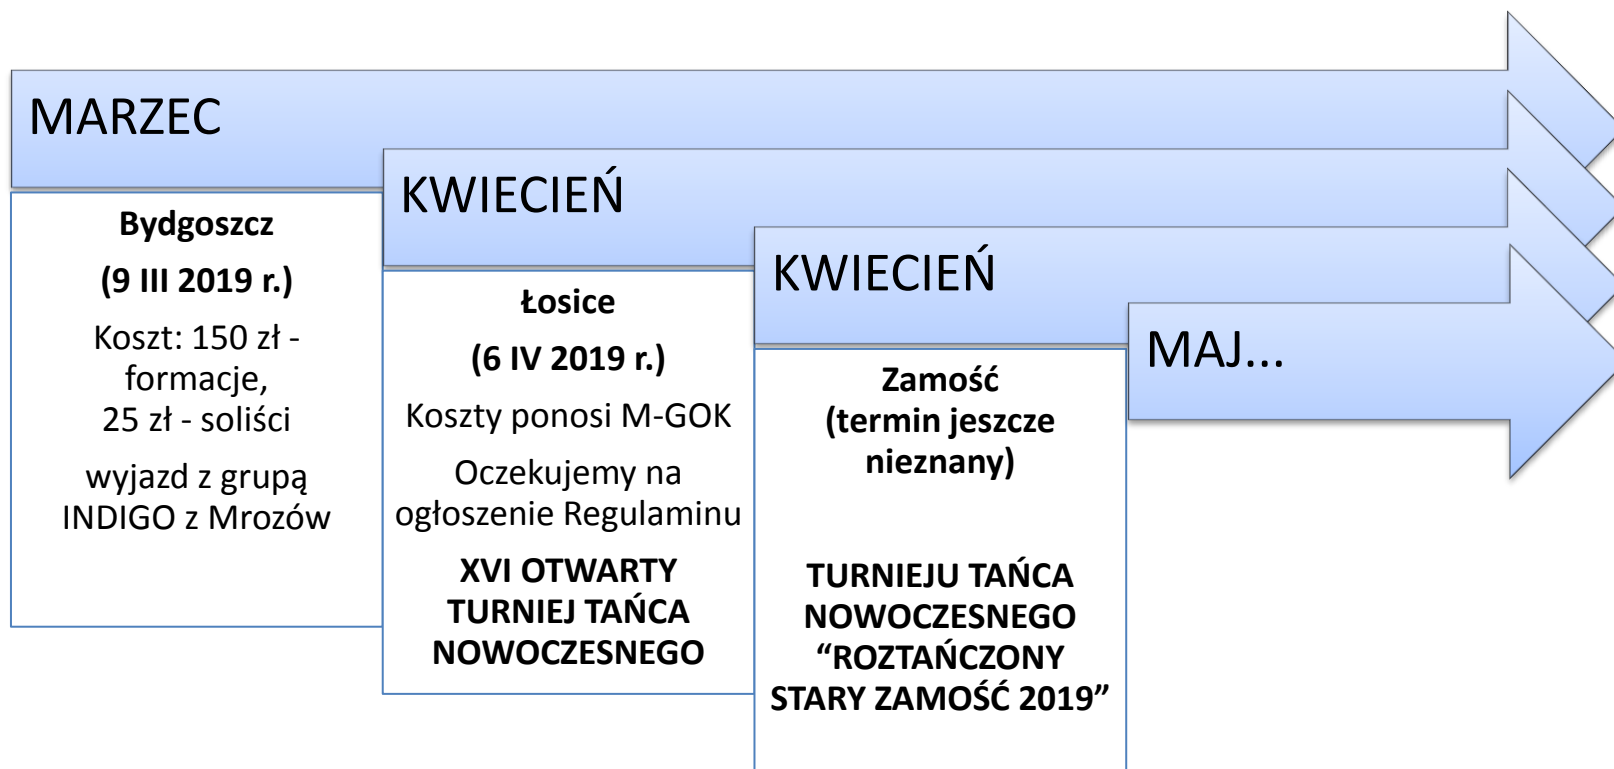 MARZEC
Bydgoszcz
(9 III 2019 r.)
Koszt: 150 zł -
formacje,
25 zł - soliści
wyjazd z grupą
INDIGO z Mrozów
KWIECIEŃ
Łosice
(6 IV 2019 r.)
Koszty ponosi M-GOK
Oczekujemy na
ogłoszenie Regulaminu
XVI OTWARTY
TURNIEJ TAŃCA
NOWOCZESNEGO
KWIECIEŃ
Zamość
(termin jeszcze
nieznany)
TURNIEJU TAŃCA
NOWOCZESNEGO
“ROZTAŃCZONY
STARY ZAMOŚĆ 2019”
MAJ...